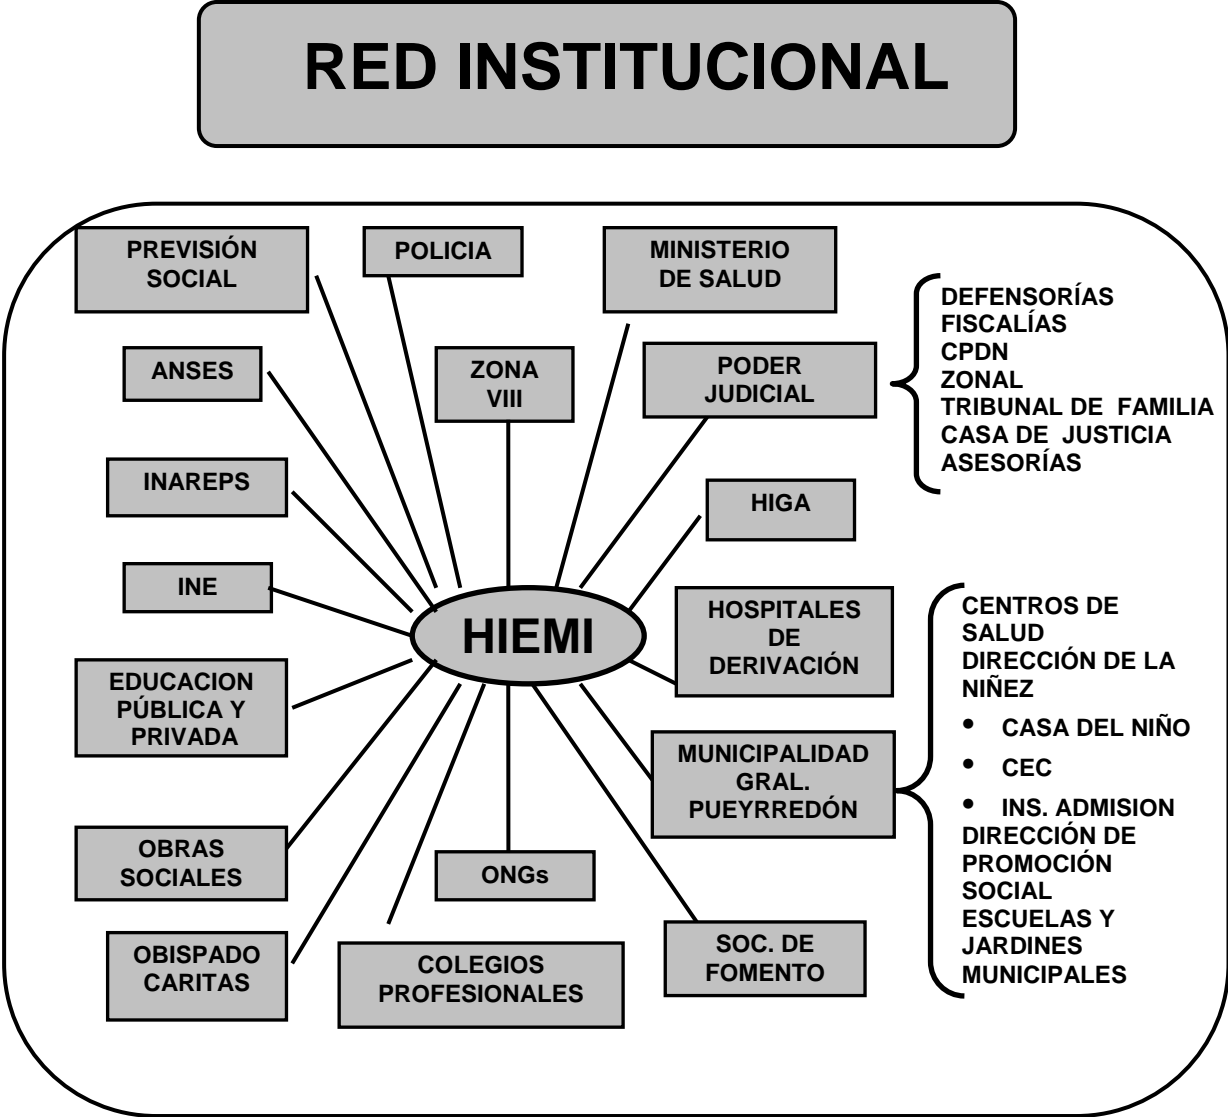 RED INSTITUCIONAL
PREVISIÓN
SOCIAL
POLICIA
MINISTERIO
DE SALUD
ANSES
ZONA
VIII
PODER
JUDICIAL
DEFENSORÍAS
FISCALÍAS
CPDN
ZONAL
TRIBUNAL DE FAMILIA
CASA DE JUSTICIA
ASESORÍAS
INAREPS
HIGA
INE
HIEMI
HOSPITALES
DE
DERIVACIÓN
EDUCACION
PÚBLICA Y
PRIVADA
MUNICIPALIDAD
GRAL.
PUEYRREDÓN
CENTROS DE
SALUD
DIRECCIÓN DE LA
NIÑEZ
• CASA DEL NIÑO
• CEC
• INS. ADMISION
DIRECCIÓN DE
PROMOCIÓN
SOCIAL
ESCUELAS Y
JARDINES
MUNICIPALES
OBRAS
SOCIALES
ONGs
OBISPADO
CARITAS
COLEGIOS
PROFESIONALES
SOC. DE
FOMENTO